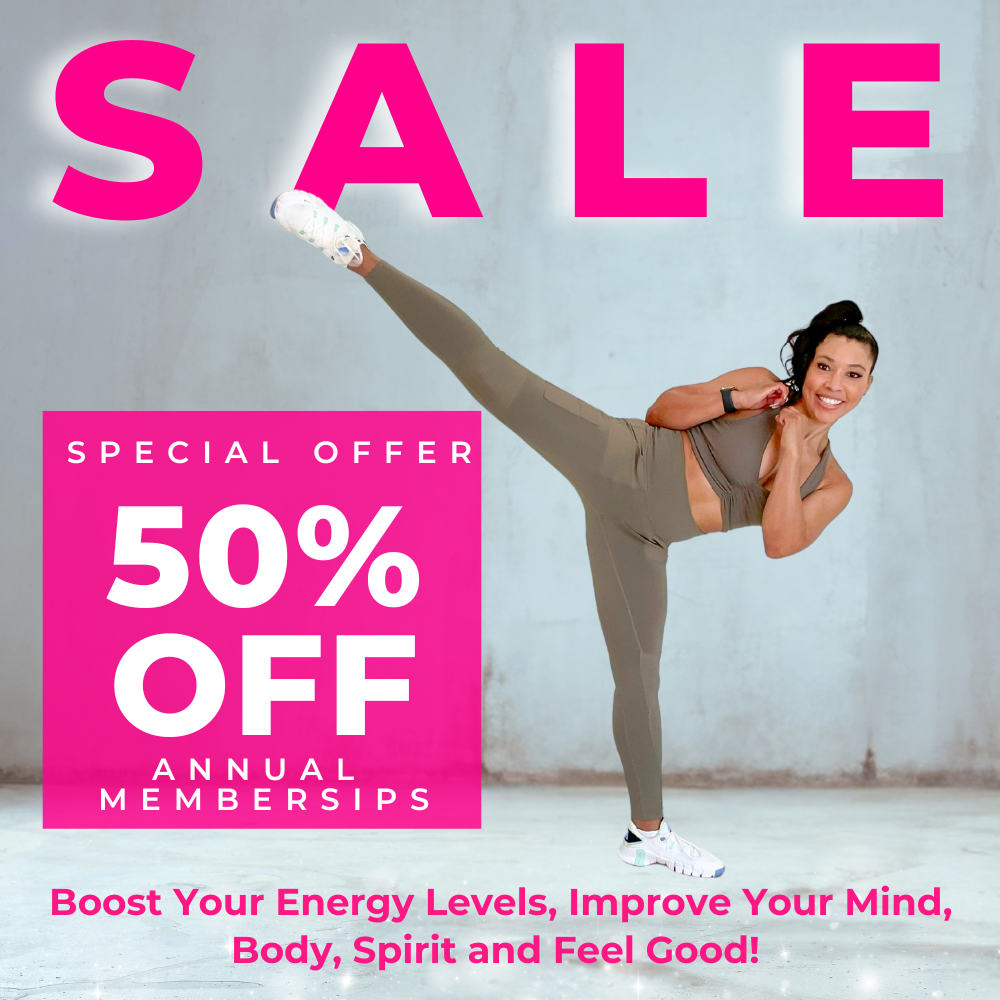 SALE
SPECIAL OFFER
50%
OFF
ANNUAL
MEMBERSIPS
Boost Your Energy Levels, Improve Your Mind,
Body, Spirit and Feel Good!